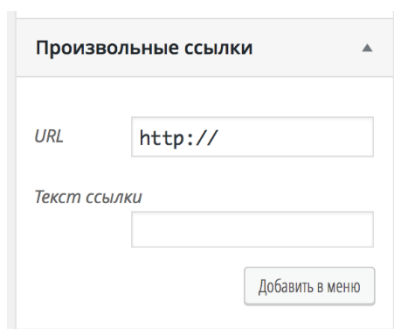 Произвольные ссылки
URL
http://
Текст ссылки
Добавить в меню